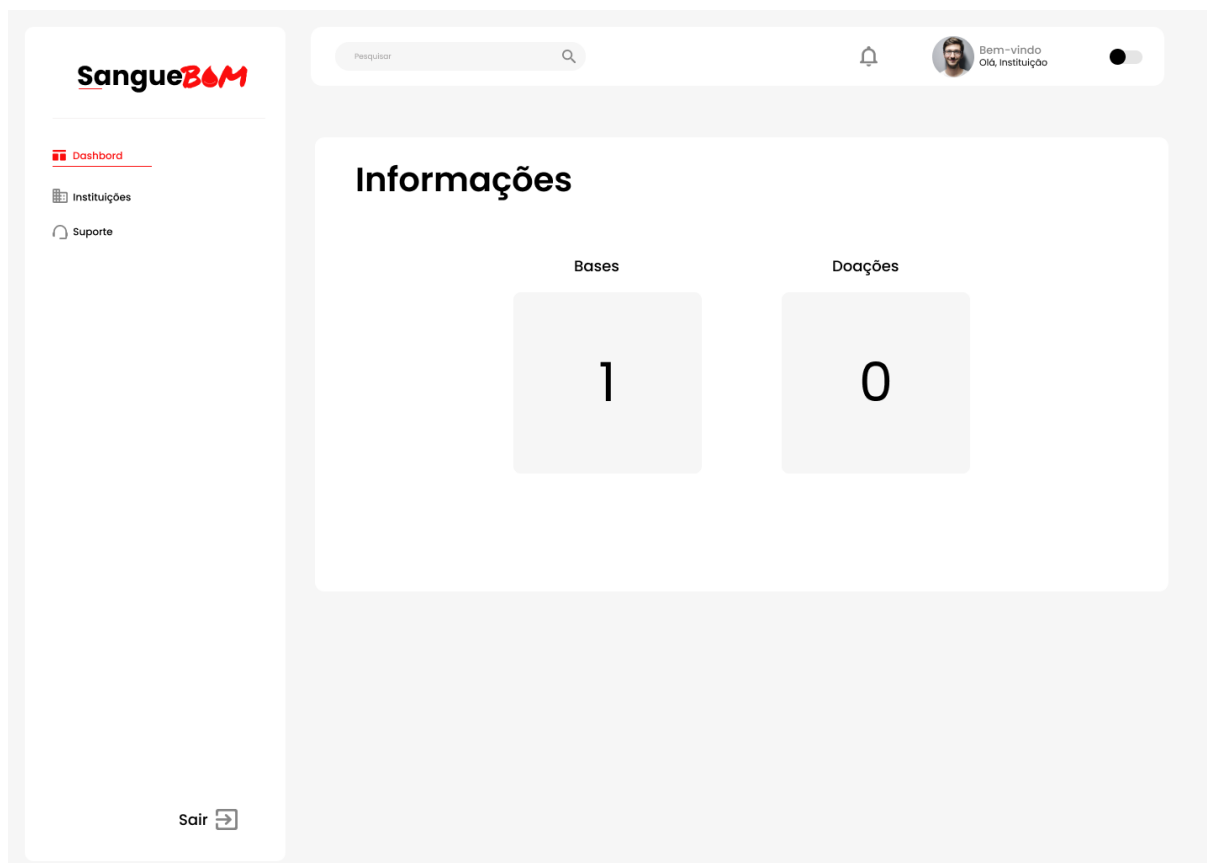 SangueBOM
Dashbord
Instituições
Suporte
Sair
Pesquisar
Bem-vindo
Olá, Instituição
Informações
Bases
Doações
1
0